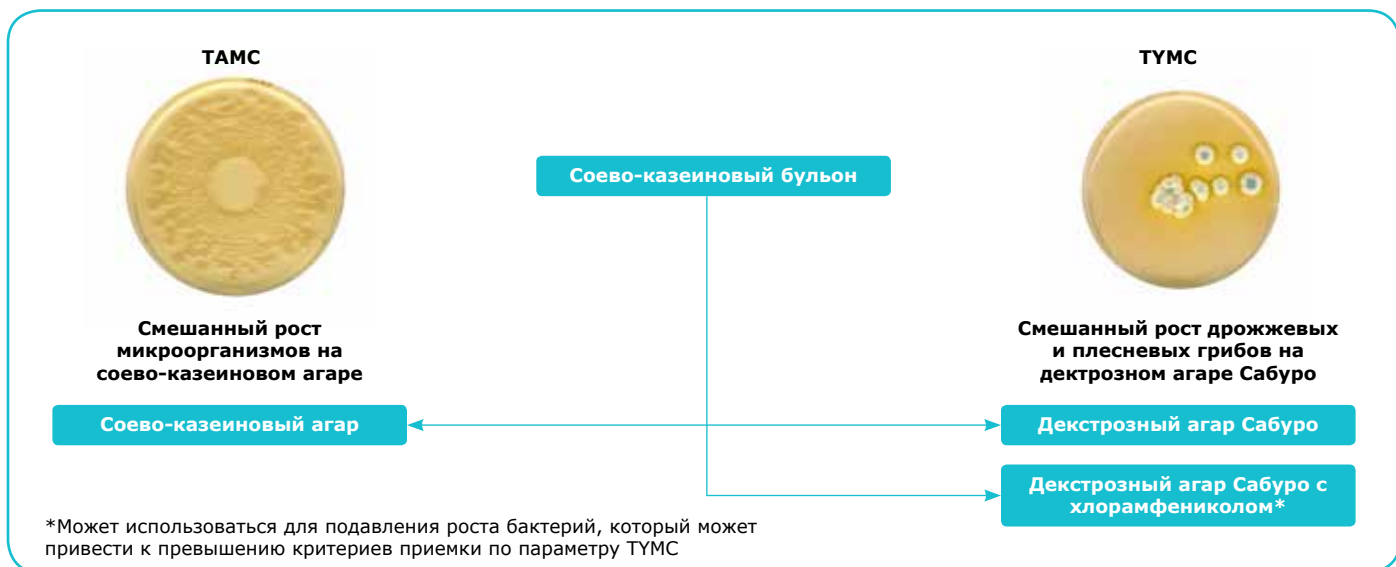 TAMC
TYMC
Соево-казеиновый бульон
Смешанный рост
микроорганизмов на
соево-казеиновом агаре
Смешанный рост дрожжевых
и плесневых грибов на
дектрозном агаре Сабуро
Соево-казеиновый агар
Декстрозный агар Сабуро
Декстрозный агар Сабуро с
хлорамфениколом*
*Может использоваться для подавления роста бактерий, который может
привести к превышению критериев приемки по параметру TYMC